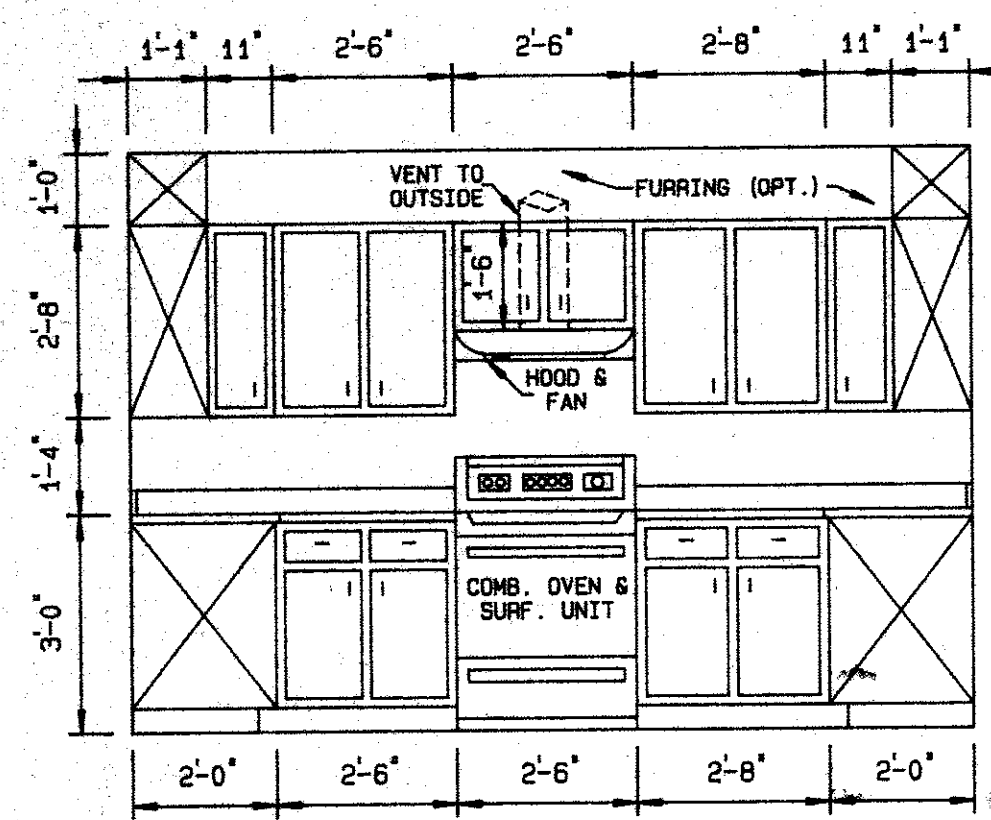 1'-1" 11" 2'-6" 2'-6" 2'-8" 11" 1'-1"
1'-0"
VENT TO
OUTSIDE
FURRING (OPT.)
2'-8"
1'-6"
HOOD &
FAN
1'-4"
3'-0"
COMB. OVEN &
SURF. UNIT
2'-0" 2'-6" 2'-6" 2'-8" 2'-0"